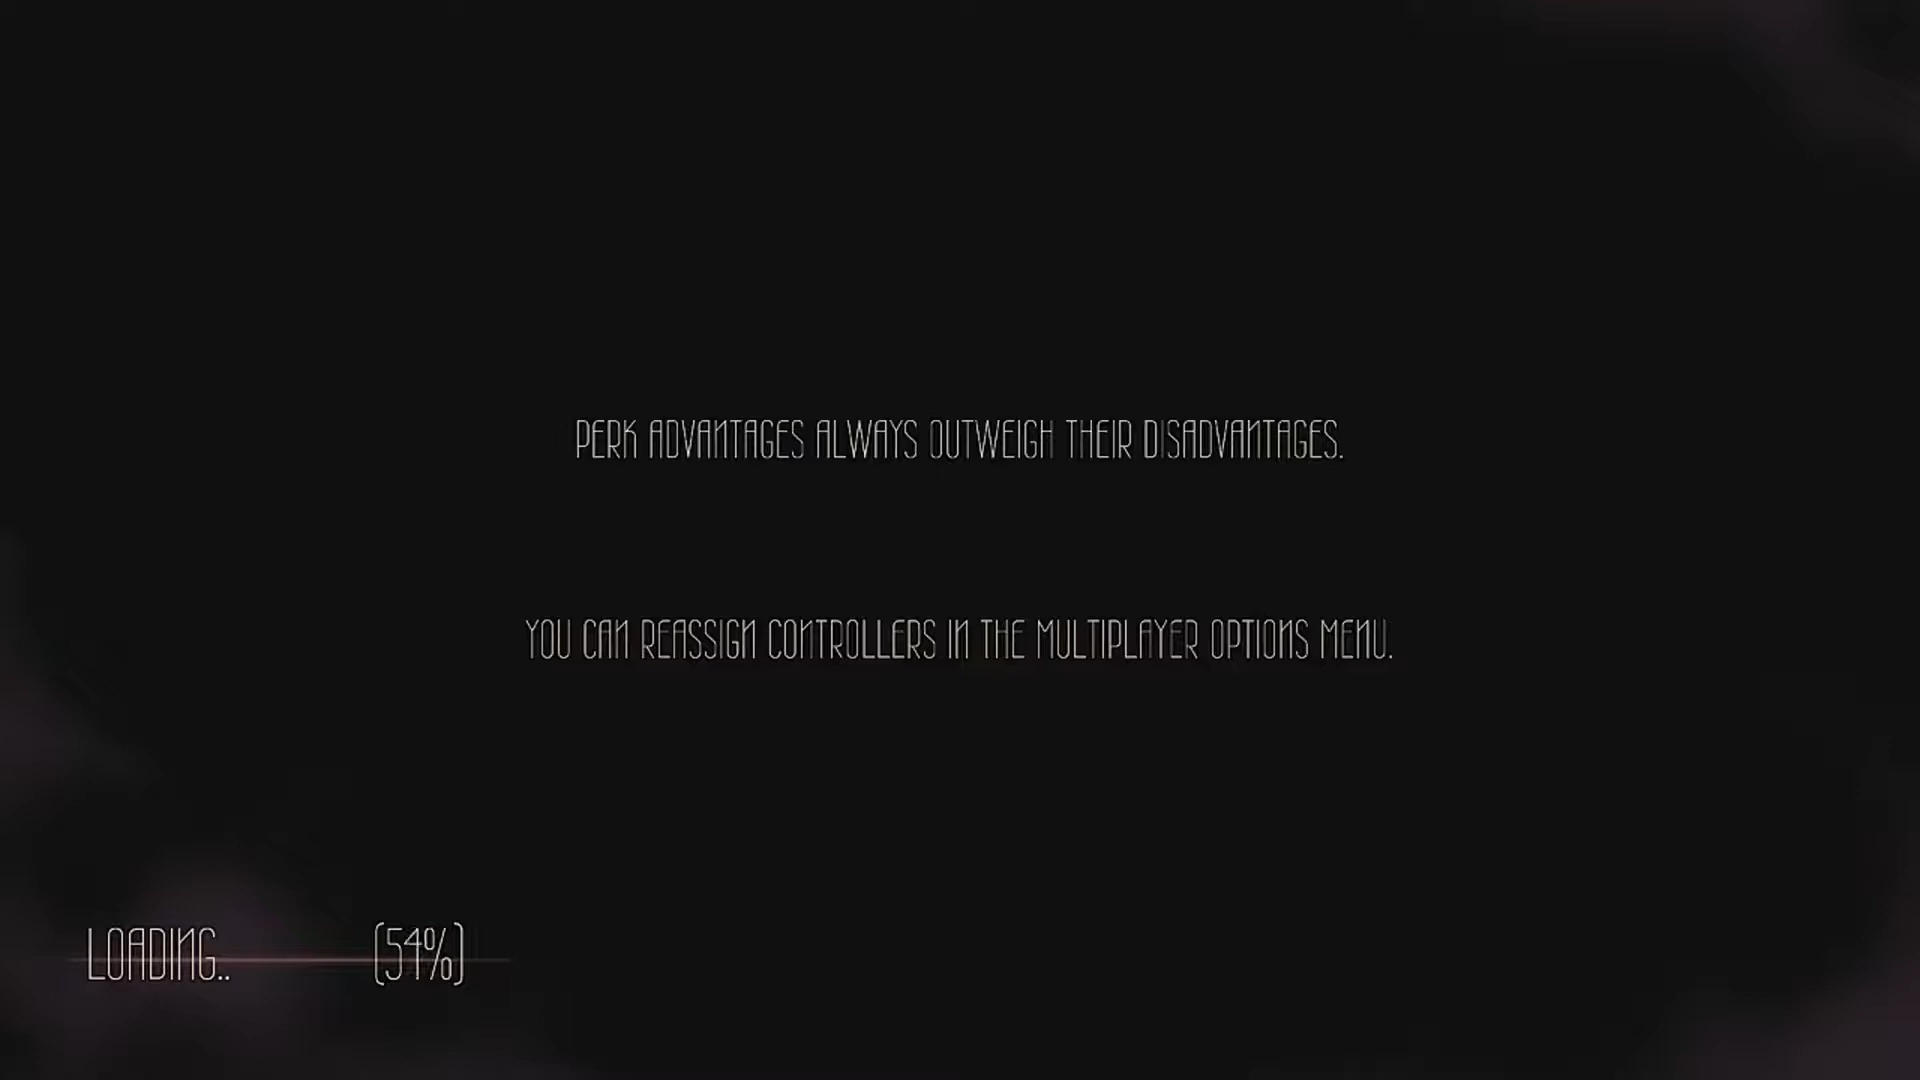 PERK ADVANTAGES ALWAYS OUTWEIGH THEIR DISADVANTAGES.
YOU CAN REASSIGN CONTROLLERS IN THE MULTIPLAYER OPTIONS MENU.
LOADING.. (54%)